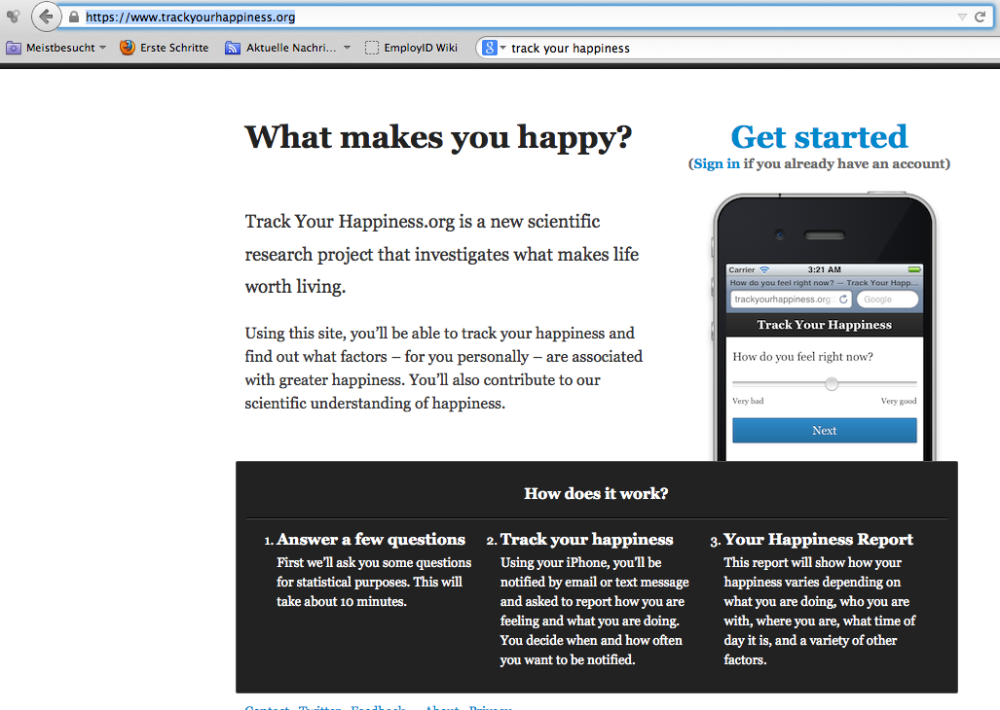 https://www.trackyourhappiness.org
Meistbesucht Erste Schritte Aktuelle Nachri... EmployID Wiki track your happiness
What makes you happy?
Get started
(Sign in if you already have an account)
Track Your Happiness.org is a new scientific
research project that investigates what makes life
worth living.
Using this site, you'll be able to track your happiness and
find out what factors – for you personally – are associated
with greater happiness. You'll also contribute to our
scientific understanding of happiness.
Carrier 3:21 AM
How do you feel right now? — Track Your Happ...
trackyourhappiness.org Google
Track Your Happiness
How do you feel right now?
Very bad Very good
Next
How does it work?
1. Answer a few questions
First we'll ask you some questions
for statistical purposes. This will
take about 10 minutes.
2. Track your happiness
Using your iPhone, you'll be
notified by email or text message
and asked to report how you are
feeling and what you are doing.
You decide when and how often
you want to be notified.
3. Your Happiness Report
This report will show how your
happiness varies depending on
what you are doing, who you are
with, where you are, what time of
day it is, and a variety of other
factors.
Contact Twitter Feedback About Privacy